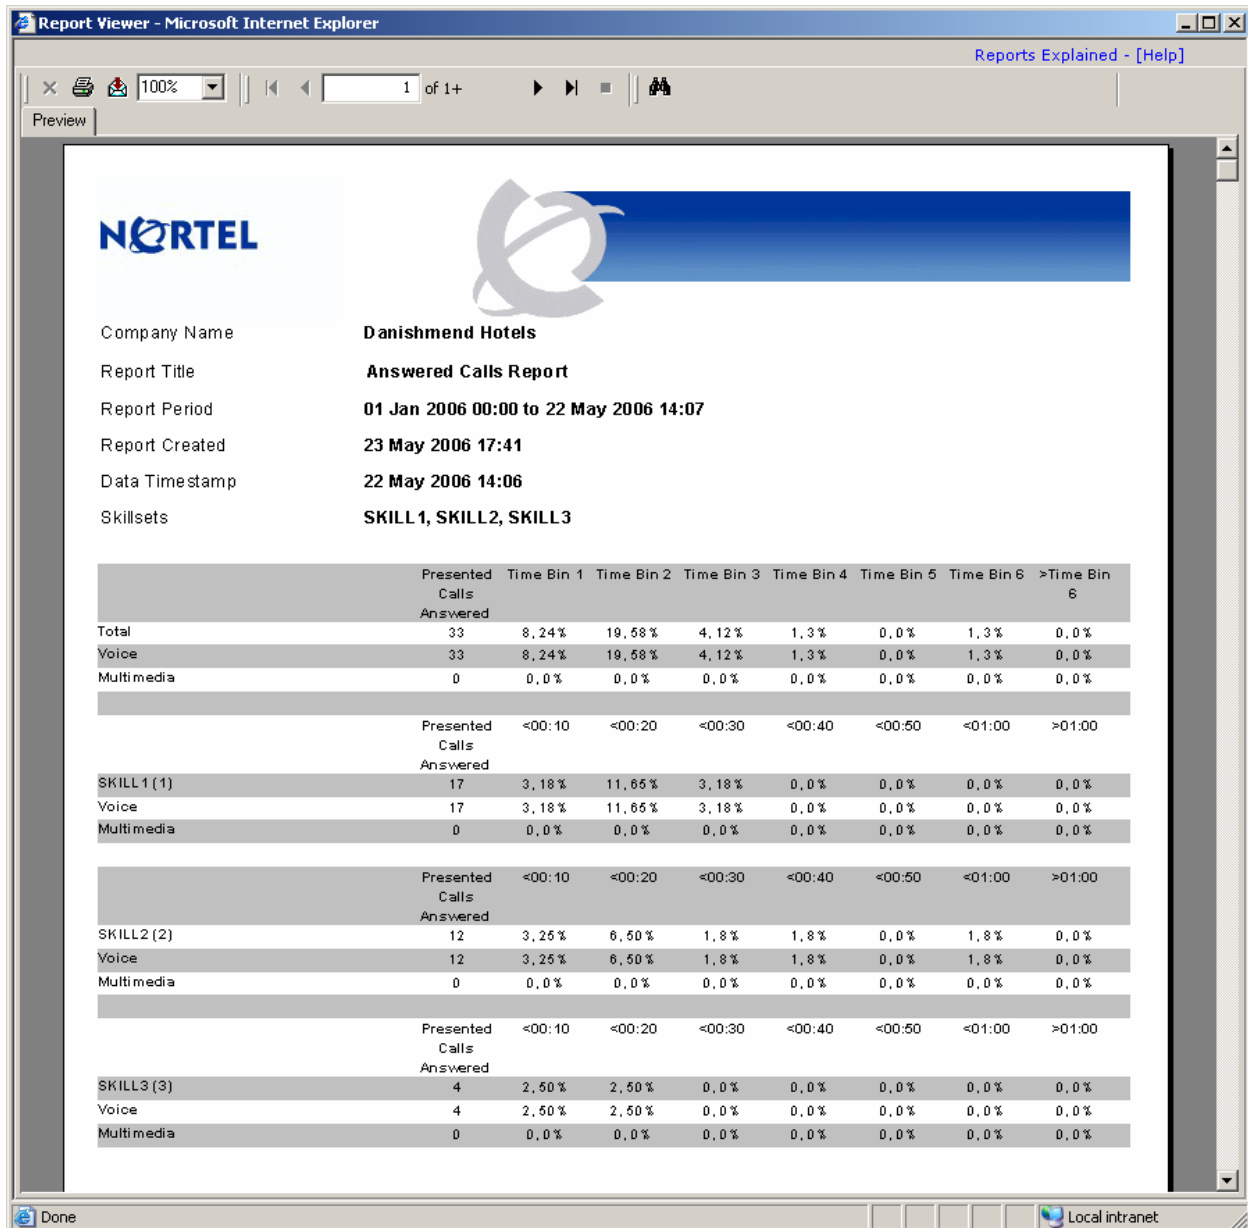 Report Viewer - Microsoft Internet Explorer
Reports Explained - [Help]
100% 1 of 1+
Preview
NORTEL
Company Name Danishmend Hotels
Report Title Answered Calls Report
Report Period 01 Jan 2006 00:00 to 22 May 2006 14:07
Report Created 23 May 2006 17:41
Data Timestamp 22 May 2006 14:06
Skillsets SKILL1, SKILL2, SKILL3
Presented Time Bin 1 Time Bin 2 Time Bin 3 Time Bin 4 Time Bin 5 Time Bin 6 >Time Bin
Calls 6
Answered
Total 33 8,24% 19,58% 4,12% 1,3% 0,0% 1,3% 0,0%
Voice 33 8,24% 19,58% 4,12% 1,3% 0,0% 1,3% 0,0%
Multimedia 0 0,0% 0,0% 0,0% 0,0% 0,0% 0,0% 0,0%
Presented <00:10 <00:20 <00:30 <00:40 <00:50 <01:00 >01:00
Calls
Answered
SKILL1(1) 17 3,18% 11,65% 3,18% 0,0% 0,0% 0,0% 0,0%
Voice 17 3,18% 11,65% 3,18% 0,0% 0,0% 0,0% 0,0%
Multimedia 0 0,0% 0,0% 0,0% 0,0% 0,0% 0,0% 0,0%
Presented <00:10 <00:20 <00:30 <00:40 <00:50 <01:00 >01:00
Calls
Answered
SKILL2(2) 12 3,25% 6,50% 1,8% 1,8% 0,0% 1,8% 0,0%
Voice 12 3,25% 6,50% 1,8% 1,8% 0,0% 1,8% 0,0%
Multimedia 0 0,0% 0,0% 0,0% 0,0% 0,0% 0,0% 0,0%
Presented <00:10 <00:20 <00:30 <00:40 <00:50 <01:00 >01:00
Calls
Answered
SKILL3(3) 4 2,50% 2,50% 0,0% 0,0% 0,0% 0,0% 0,0%
Voice 4 2,50% 2,50% 0,0% 0,0% 0,0% 0,0% 0,0%
Multimedia 0 0,0% 0,0% 0,0% 0,0% 0,0% 0,0% 0,0%
Done Local intranet